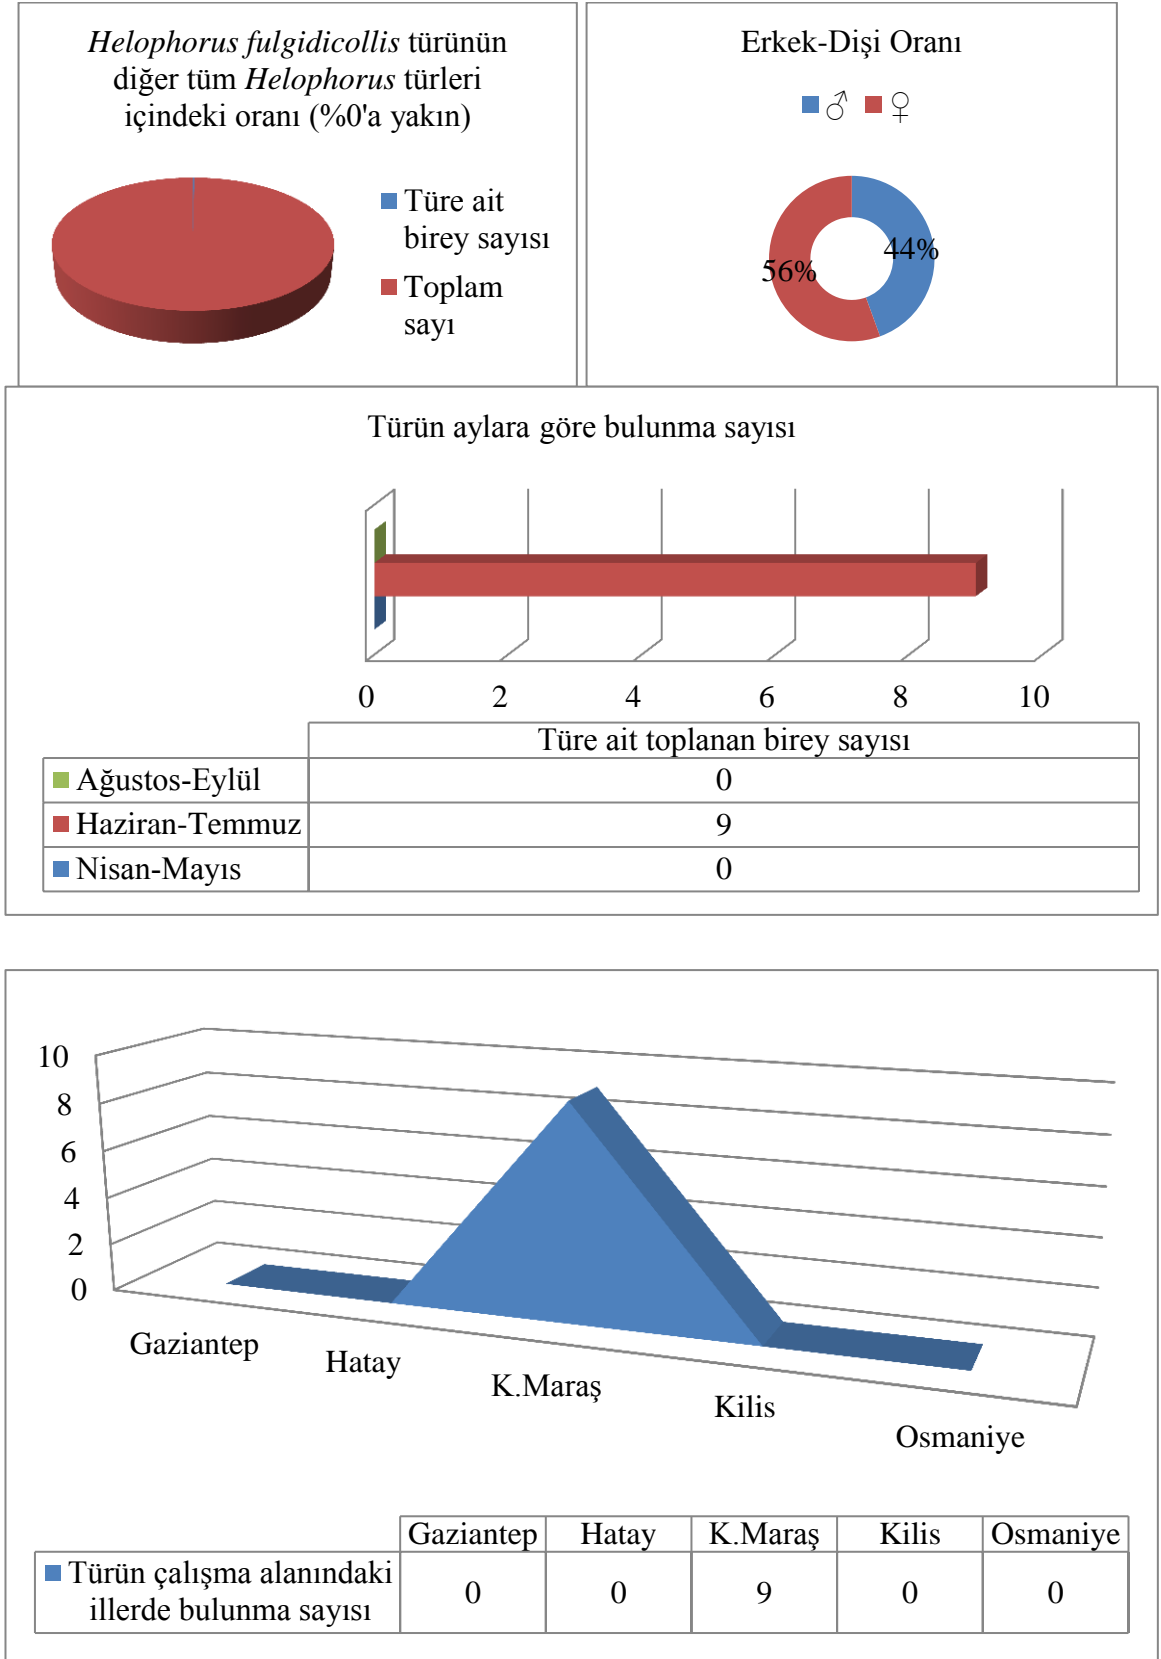 Helophorus fulgidicollis türünün
diğer tüm Helophorus türleri
içindeki oranı (%0'a yakın)
Türe ait
birey sayısı
Toplam
sayı
Erkek-Dişi Oranı
♂ ♀
44%
56%
Türün aylara göre bulunma sayısı
0 2 4 6 8 10
Türe ait toplanan birey sayısı
Ağustos-Eylül 0
Haziran-Temmuz 9
Nisan-Mayıs 0
10
8
6
4
2
0
Gaziantep
Hatay
K.Maraş
Kilis
Osmaniye
Gaziantep Hatay K.Maraş Kilis Osmaniye
Türün çalışma alanındaki
illerde bulunma sayısı
0 0 9 0 0